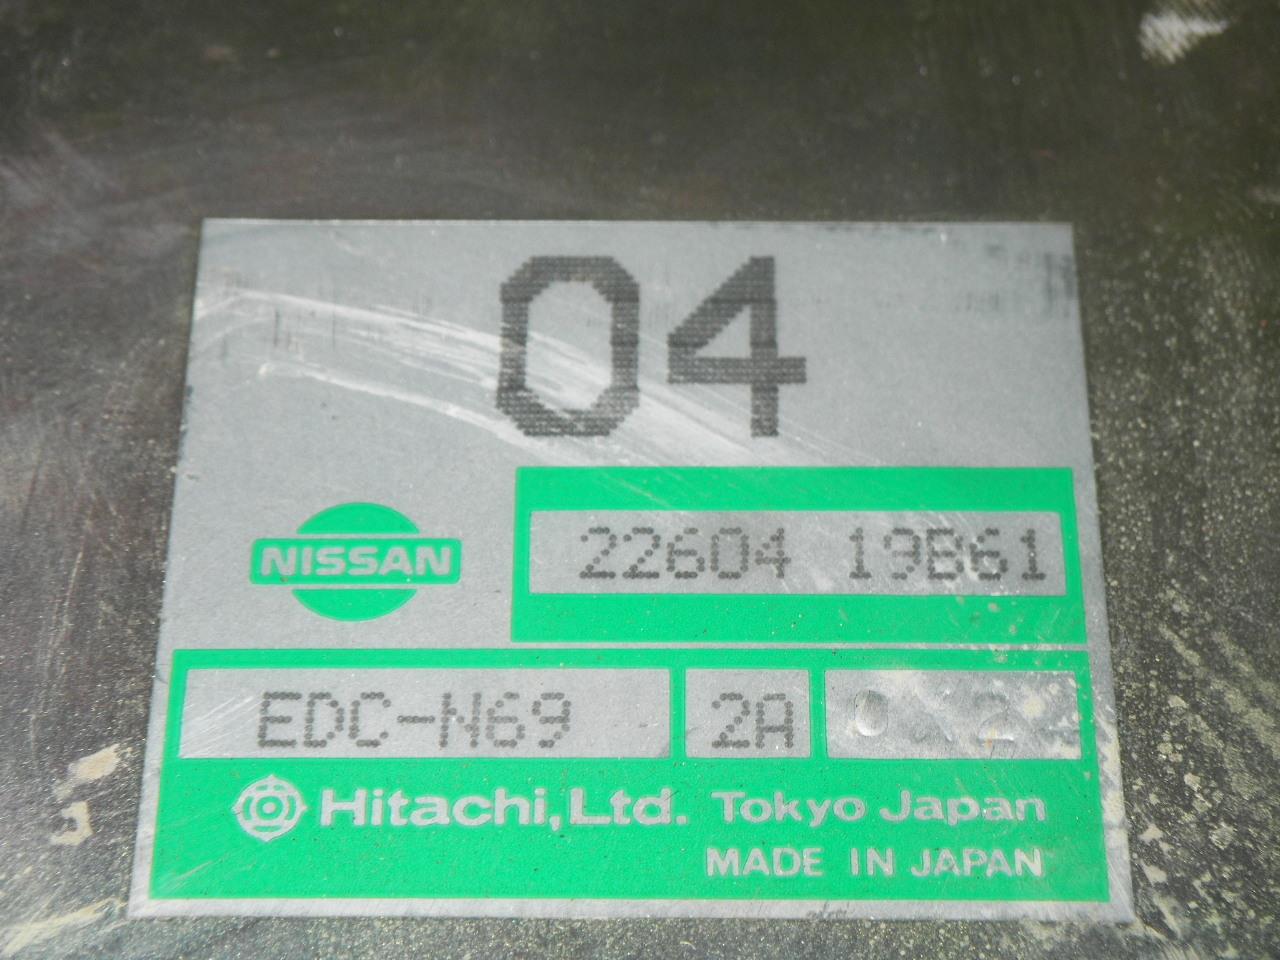 04
NISSAN
22604 19B61
EDC-N69 2A
Hitachi, Ltd. Tokyo Japan
MADE IN JAPAN